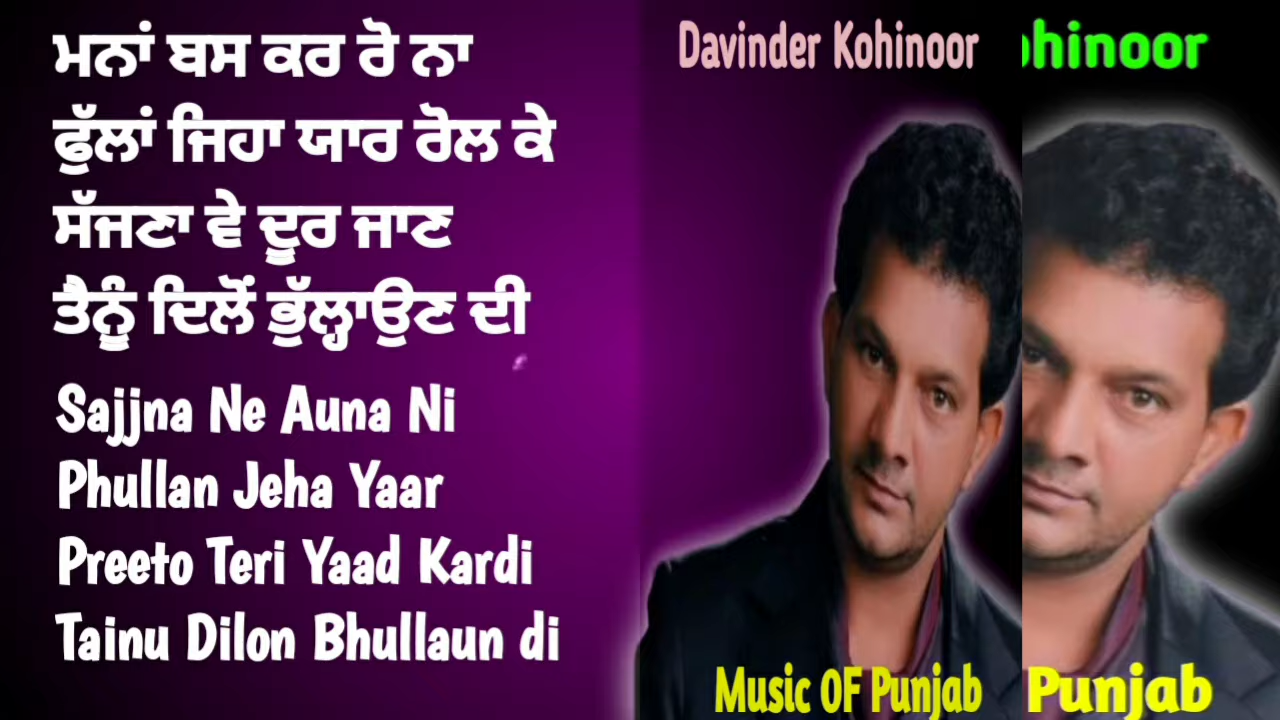 ਮਨਾਂ ਬਸ ਕਰ ਰੋ ਨਾ
ਫੁੱਲਾਂ ਜਿਹਾ ਯਾਰ ਰੋਲ ਕੇ
ਸੱਜਣਾ ਵੇ ਦੂਰ ਜਾਣ
ਤੈਨੂੰ ਦਿਲੋਂ ਭੁੱਲ੍ਹਾਉਣ ਦੀ
Sajjna Ne Auna Ni
Phullan Jeha Yaar
Preeto Teri Yaad Kardi
Tainu Dilon Bhullaun di
Davinder Kohinoor
ohinoor
Music OF Punjab
Punjab